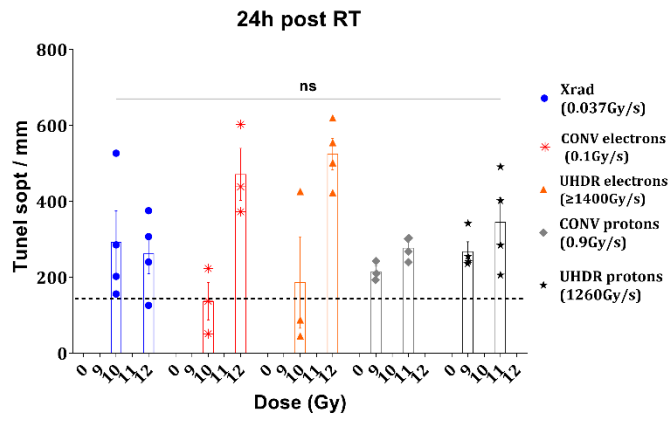 24h post RT
800
600
400
200
0
Tunel sopt / mm
ns
0 9 10 11 12 0 9 10 11 12 0 9 10 11 12 0 9 10 11 12 0 9 10 11 12
Dose (Gy)
Xrad
(0.037Gy/s)
CONV electrons
(0.1Gy/s)
UHDR electrons
(≥1400Gy/s)
CONV protons
(0.9Gy/s)
UHDR protons
(1260Gy/s)